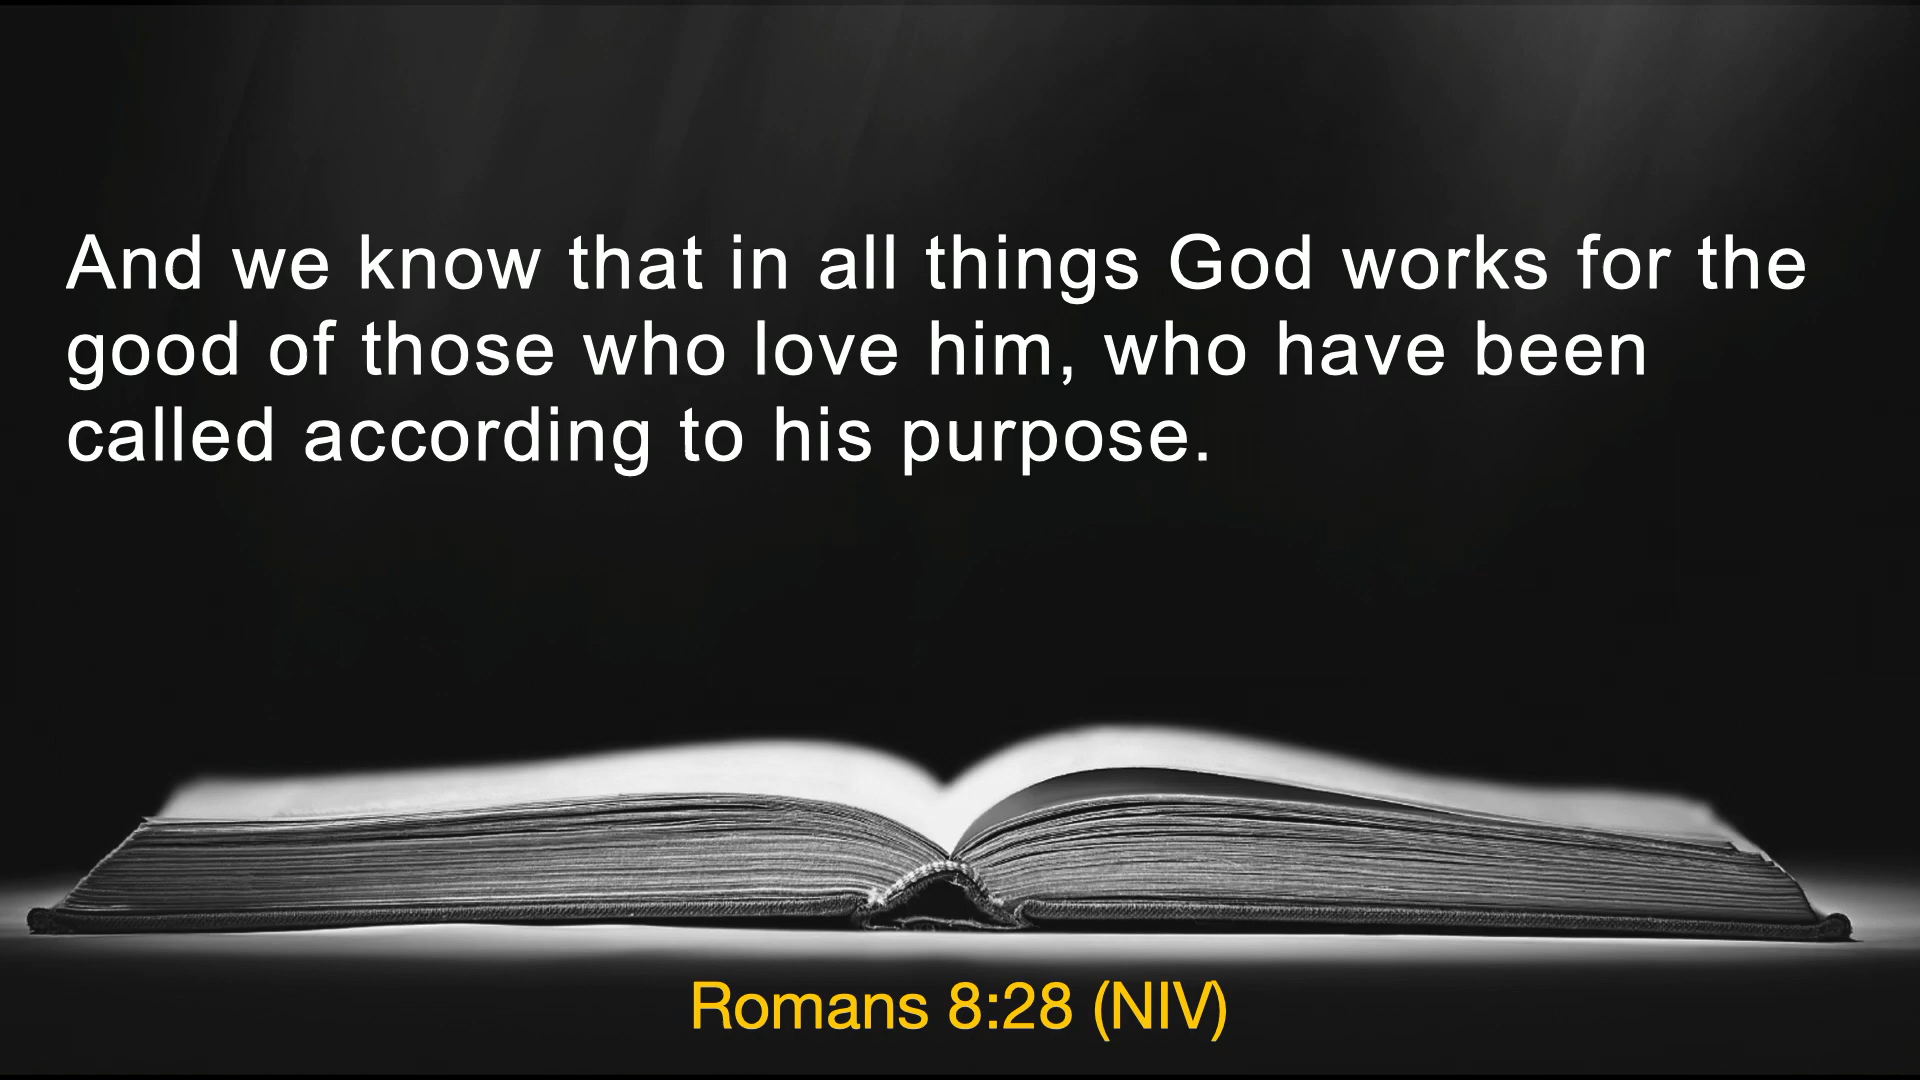 And we know that in all things God works for the
good of those who love him, who have been
called according to his purpose.
Romans 8:28 (NIV)